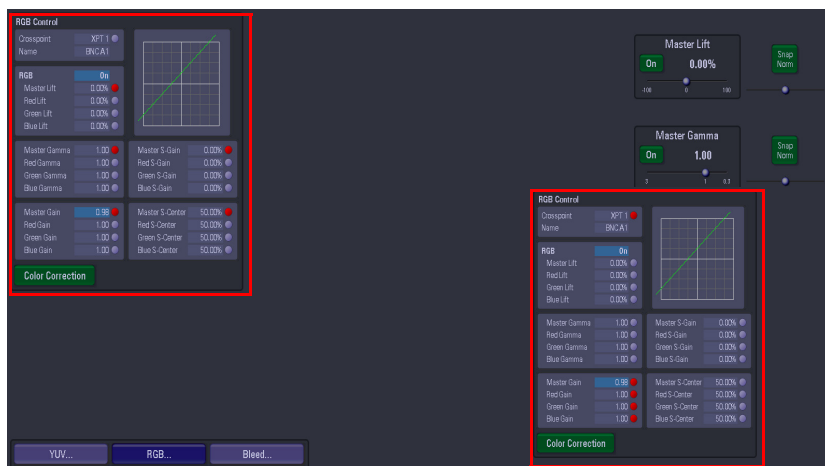 RGB Control
Crosspoint XPT 1
Name BNCA1
RGB On
Master Lift 0.00%
Red Lift 0.00%
Green Lift 0.00%
Blue Lift 0.00%
Master Gamma 1.00 Master S-Gain 0.00%
Red Gamma 1.00 Red S-Gain 0.00%
Green Gamma 1.00 Green S-Gain 0.00%
Blue Gamma 1.00 Blue S-Gain 0.00%
Master Gain 0.98 Master S-Center 50.00%
Red Gain 1.00 Red S-Center 50.00%
Green Gain 1.00 Green S-Center 50.00%
Blue Gain 1.00 Blue S-Center 50.00%
Color Correction
Master Lift
On 0.00%
-100 0 100
Snap
Norm
Master Gamma
On 1.00
3 1 0.3
Snap
Norm
RGB Control
Crosspoint XPT 1
Name BNCA1
RGB On
Master Lift 0.00%
Red Lift 0.00%
Green Lift 0.00%
Blue Lift 0.00%
Master Gamma 1.00 Master S-Gain 0.00%
Red Gamma 1.00 Red S-Gain 0.00%
Green Gamma 1.00 Green S-Gain 0.00%
Blue Gamma 1.00 Blue S-Gain 0.00%
Master Gain 0.98 Master S-Center 50.00%
Red Gain 1.00 Red S-Center 50.00%
Green Gain 1.00 Green S-Center 50.00%
Blue Gain 1.00 Blue S-Center 50.00%
Color Correction
YUV... RGB... Bleed...